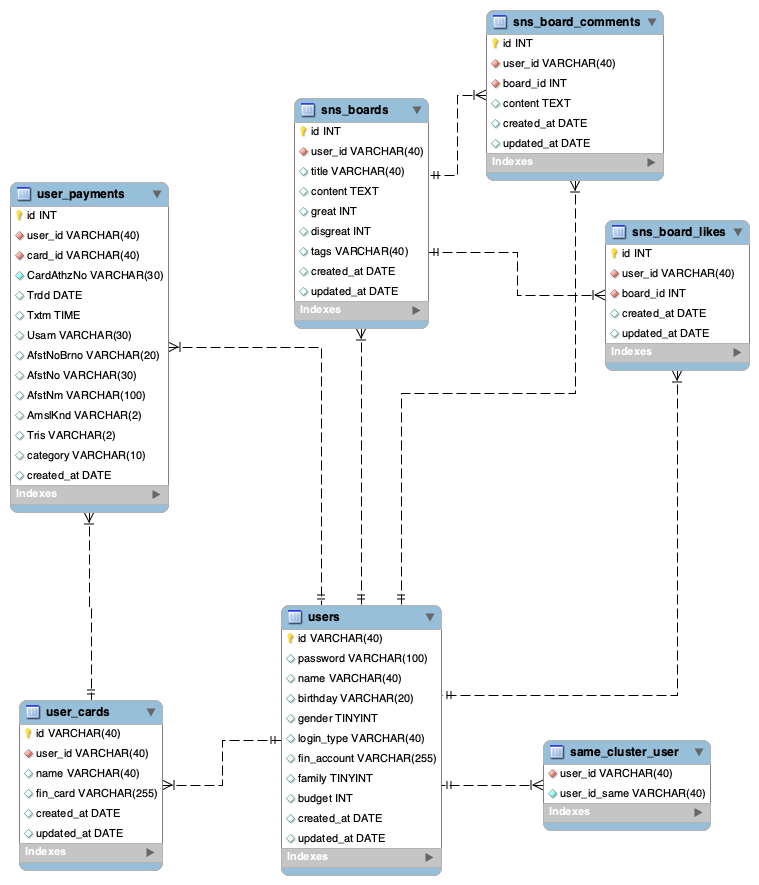 sns_board_comments
id INT
user_id VARCHAR(40)
board_id INT
content TEXT
created_at DATE
updated_at DATE
Indexes
sns_boards
id INT
user_id VARCHAR(40)
title VARCHAR(40)
content TEXT
great INT
disgreat INT
tags VARCHAR(40)
created_at DATE
updated_at DATE
Indexes
user_payments
id INT
user_id VARCHAR(40)
card_id VARCHAR(40)
CardAthzNo VARCHAR(30)
Trdd DATE
Txtm TIME
Usam VARCHAR(30)
AfstNoBrno VARCHAR(20)
AfstNo VARCHAR(30)
AfstNm VARCHAR(100)
AmslKnd VARCHAR(2)
Tris VARCHAR(2)
category VARCHAR(10)
created_at DATE
Indexes
sns_board_likes
id INT
user_id VARCHAR(40)
board_id INT
created_at DATE
updated_at DATE
Indexes
users
id VARCHAR(40)
password VARCHAR(100)
name VARCHAR(40)
birthday VARCHAR(20)
gender TINYINT
login_type VARCHAR(40)
fin_account VARCHAR(255)
family TINYINT
budget INT
created_at DATE
updated_at DATE
Indexes
user_cards
id VARCHAR(40)
user_id VARCHAR(40)
name VARCHAR(40)
fin_card VARCHAR(255)
created_at DATE
updated_at DATE
Indexes
same_cluster_user
user_id VARCHAR(40)
user_id_same VARCHAR(40)
Indexes